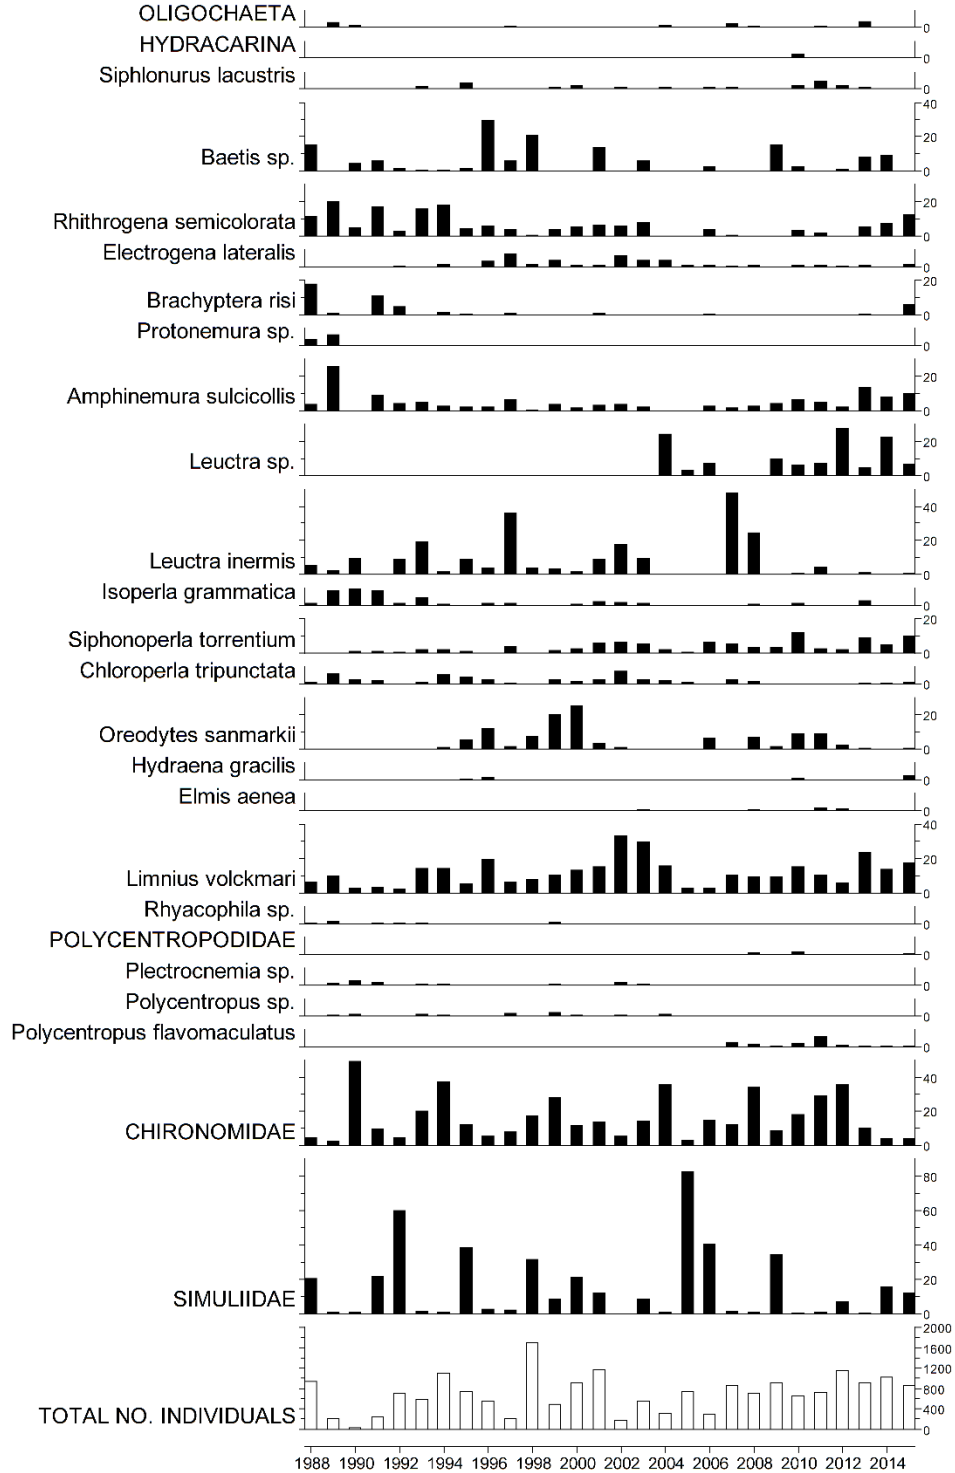 OLIGOCHAETA 0
HYDRACARINA 0
Siphlonurus lacustris 0
40
20
Baetis sp. 0
20
Rhithrogena semicolorata 0
Electrogena lateralis 0
20
Brachyptera risi 0
Protonemura sp. 0
20
Amphinemura sulcicollis 0
20
Leuctra sp. 0
40
20
Leuctra inermis 0
Isoperla grammatica 0
20
Siphonoperla torrentium 0
Chloroperla tripunctata 0
20
Oreodytes sanmarkii 0
Hydraena gracilis 0
Elmis aenea 0
40
20
Limnius volckmari 0
Rhyacophila sp. 0
POLYCENTROPODIDAE 0
Plectrocnemia sp. 0
Polycentropus sp. 0
Polycentropus flavomaculatus 0
40
20
CHIRONOMIDAE 0
80
60
40
20
SIMULIIDAE 0
2000
1600
1200
800
400
TOTAL NO. INDIVIDUALS 0
1988 1990 1992 1994 1996 1998 2000 2002 2004 2006 2008 2010 2012 2014